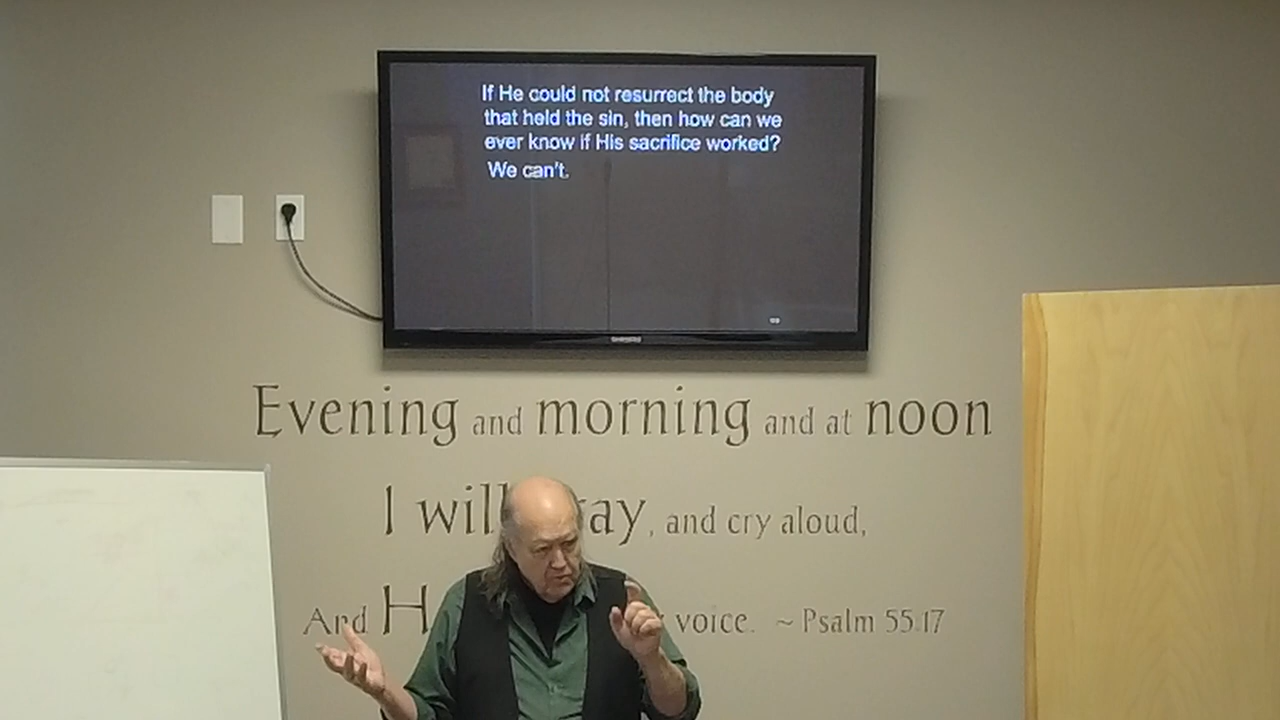 If He could not resurrect the body
that held the sin, then how can we
ever know if His sacrifice worked?
We can't.
Evening and morning and at noon
I will ray, and cry aloud,
And H voice. ~ Psalm 55:17